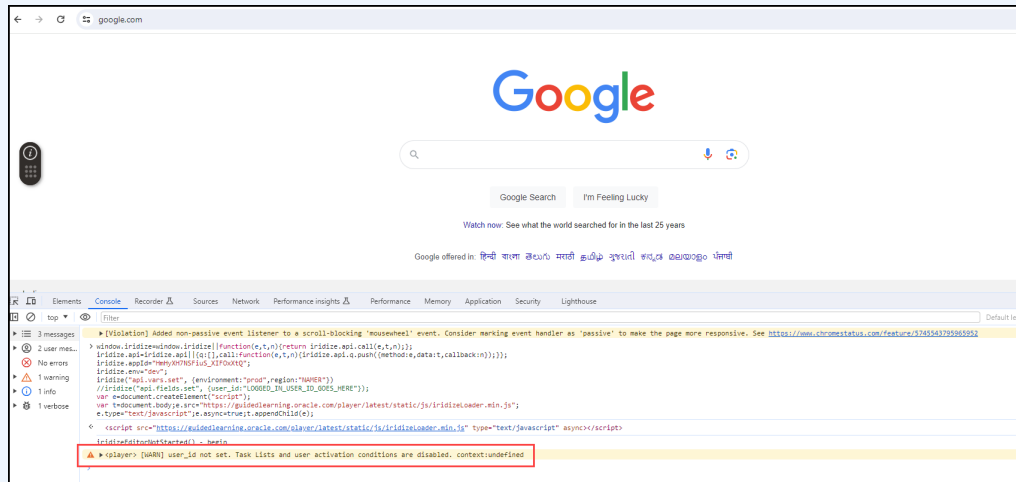 google.com
Google
Google Search
I'm Feeling Lucky
Watch now: See what the world searched for in the last 25 years
Google offered in: हिन्दी বাংলা తెలుగు मराठी தமிழ் ગુજરાતી ಕನ್ನಡ മലയാളം ਪੰਜਾਬੀ
Elements Console Recorder Sources Network Performance insights Performance Memory Application Security Lighthouse
top Filter Default le
3 messages
2 user mes...
No errors
1 warning
1 info
1 verbose
[Violation] Added non-passive event listener to a scroll-blocking 'mousewheel' event. Consider marking event handler as 'passive' to make the page more responsive. See https://www.chromestatus.com/feature/5745543795965952
> window.iridize=window.iridize||function(e,t,n){return iridize.api.call(e,t,n);};
iridize.api=iridize.api||{q:[],call:function(e,t,n){iridize.api.q.push({method:e,data:t,callback:n});}};
iridize.env="dev";
iridize("api.vars.set", {environment:"prod",region:"NAMER"})
//iridize("api.fields.set", {user_id:"LOGGED_IN_USER_ID_GOES_HERE"});
var e=document.createElement("script");
var t=document.body;e.src="https://guidedlearning.oracle.com/player/latest/static/js/iridizeLoader.min.js";
e.type="text/javascript";e.async=true;t.appendChild(e);
<script src="https://guidedlearning.oracle.com/player/latest/static/js/iridizeLoader.min.js" type="text/javascript" async></script>
iridizeEditorNotStarted() - begin
<player> [WARN] user_id not set. Task Lists and user activation conditions are disabled. context:undefined